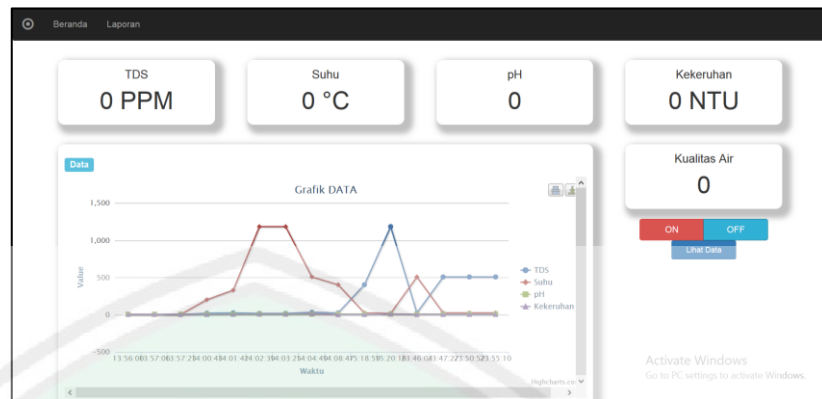 Beranda Laporan
TDS
0 PPM
Suhu
0 °C
pH
0
Kekeruhan
0 NTU
Data
Kualitas Air
0
ON OFF
Lihat Data
Grafik DATA
1,500
1,000
500
0
-500
Value
TDS
Suhu
pH
Kekeruhan
Waktu
Activate Windows
Go to PC settings to activate Windows.